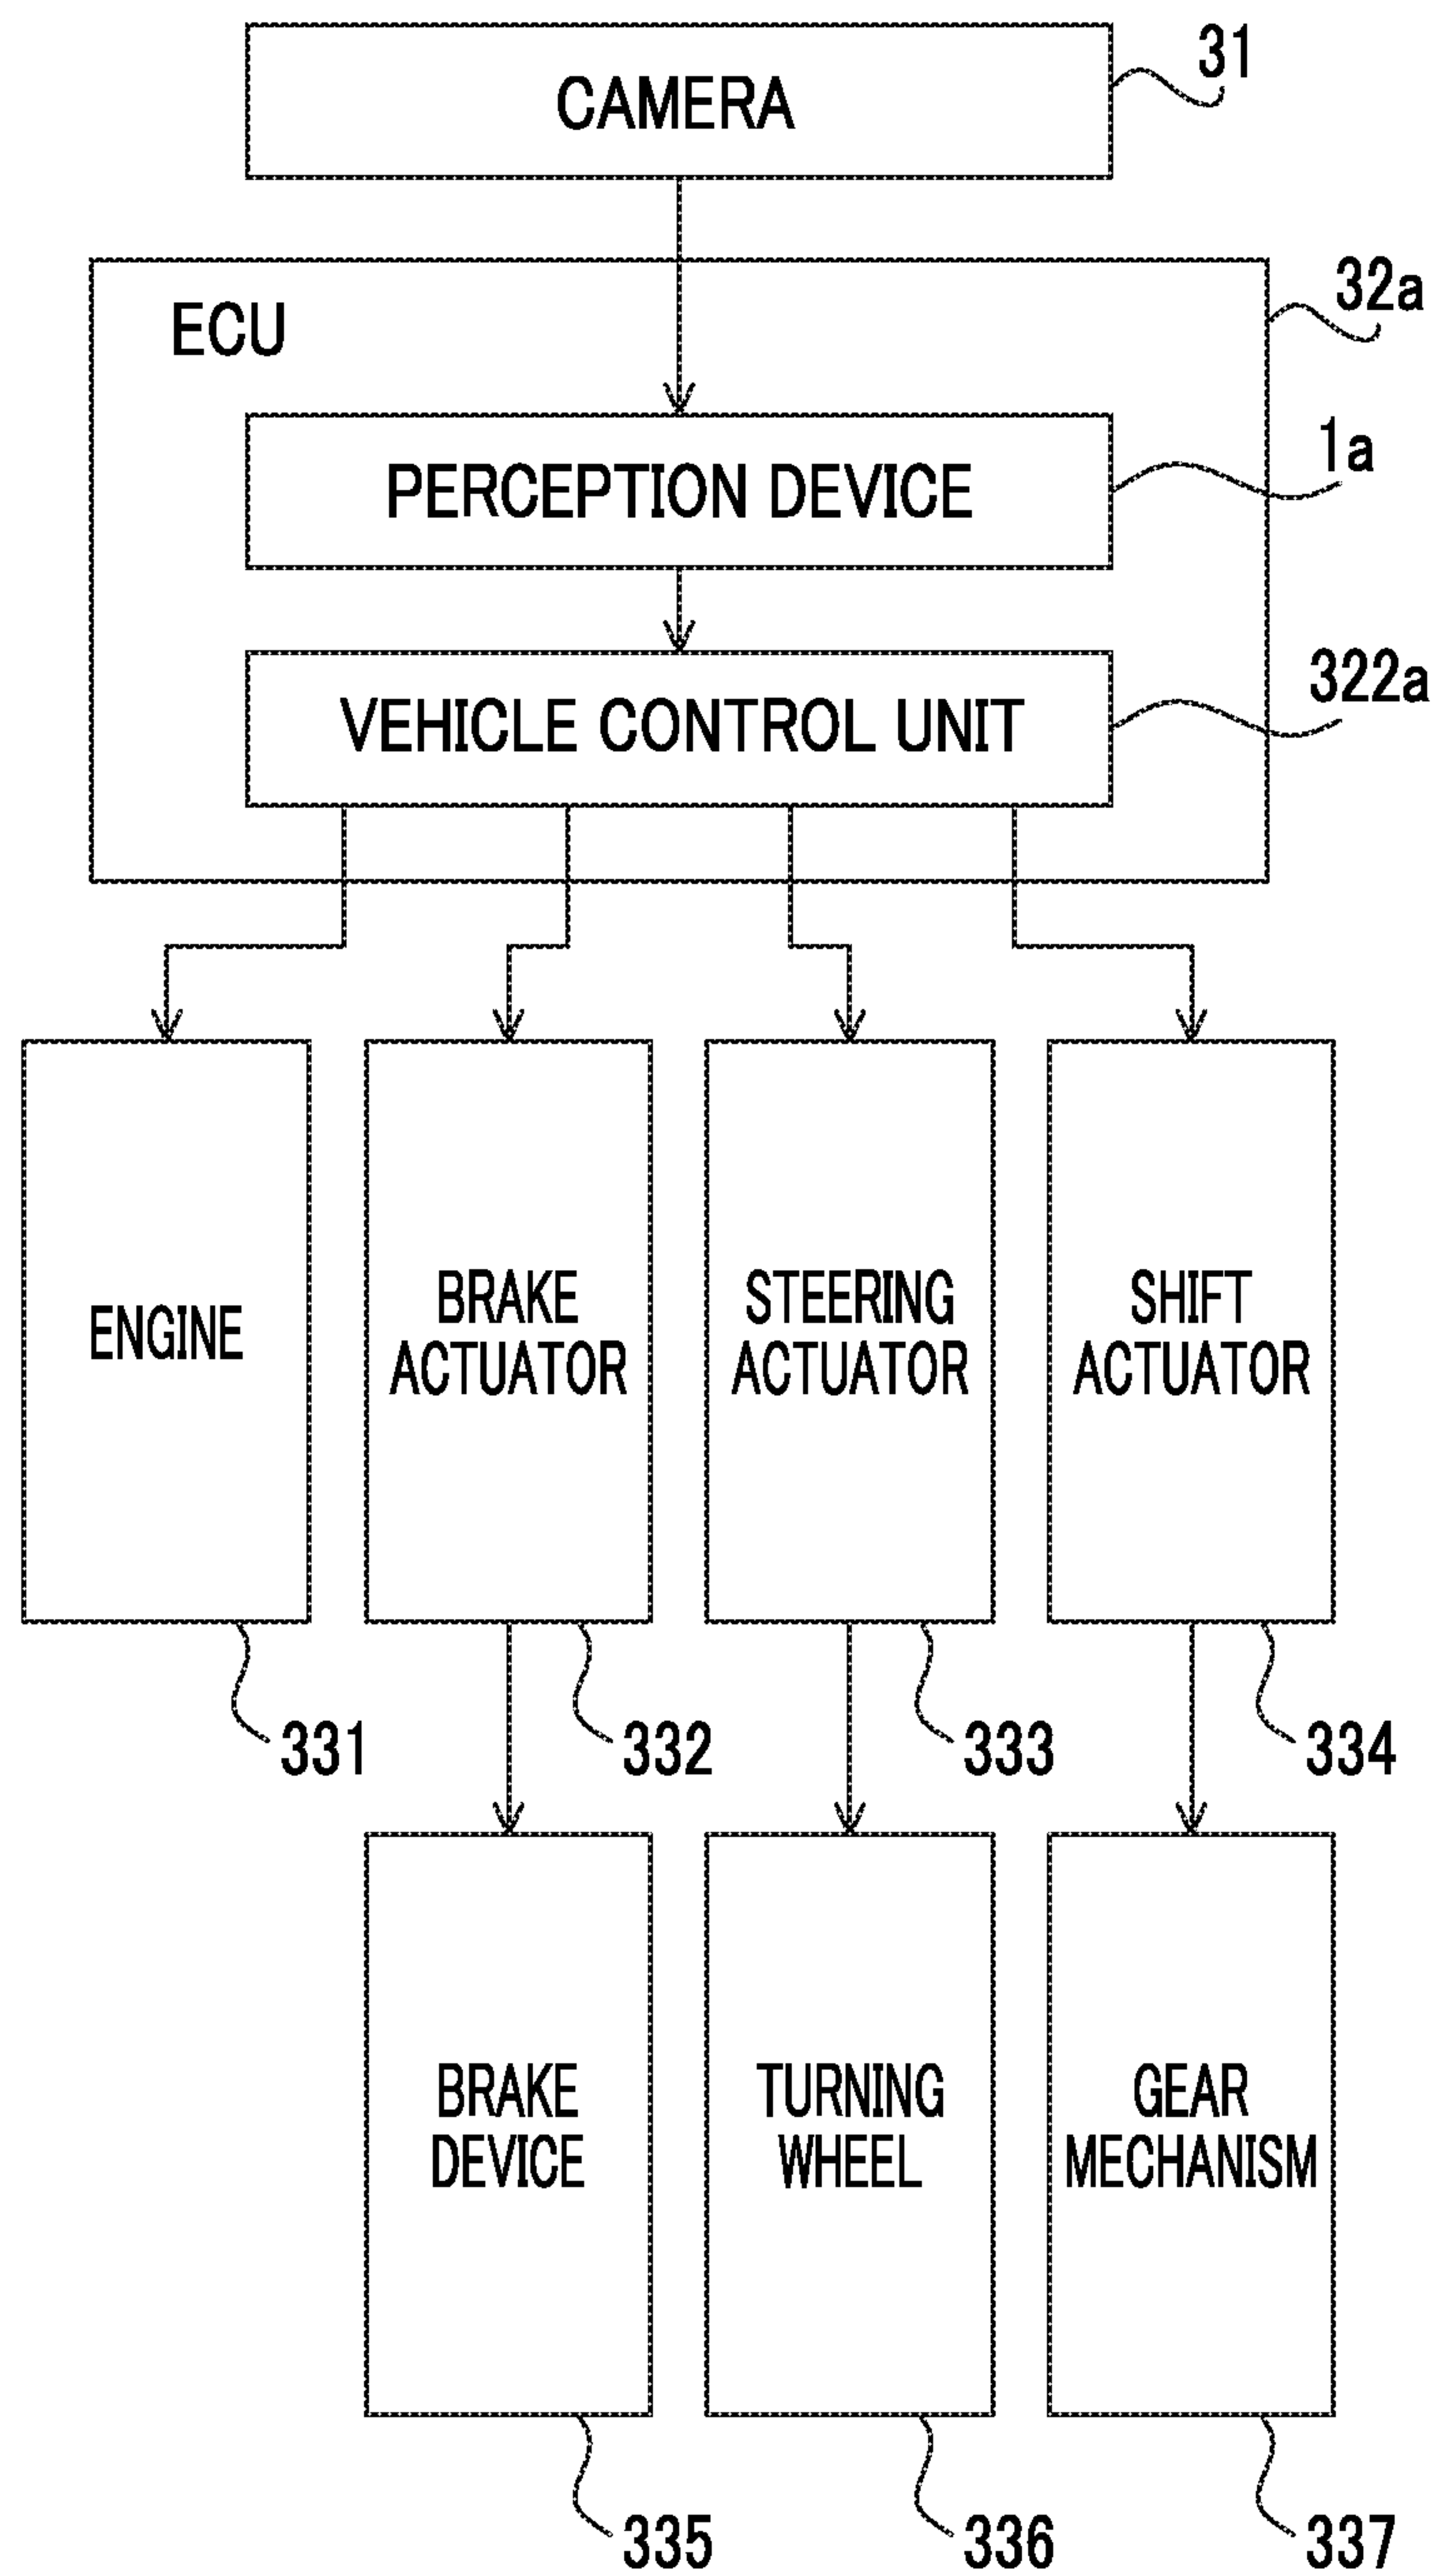 31
CAMERA
32a
ECU
1a
PERCEPTION DEVICE
322a
VEHICLE CONTROL UNIT
ENGINE
BRAKE
ACTUATOR
STEERING
ACTUATOR
SHIFT
ACTUATOR
331
332
333
334
BRAKE
DEVICE
TURNING
WHEEL
GEAR
MECHANISM
335
336
337